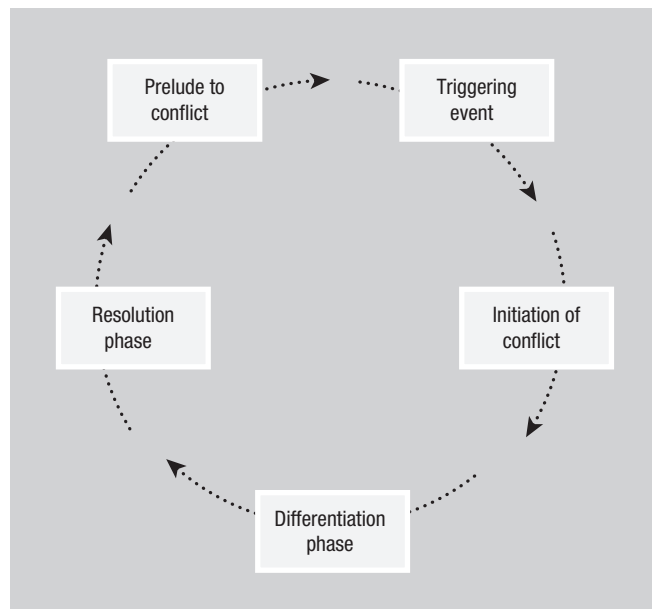 Prelude to
conflict
Triggering
event
Initiation of
conflict
Differentiation
phase
Resolution
phase